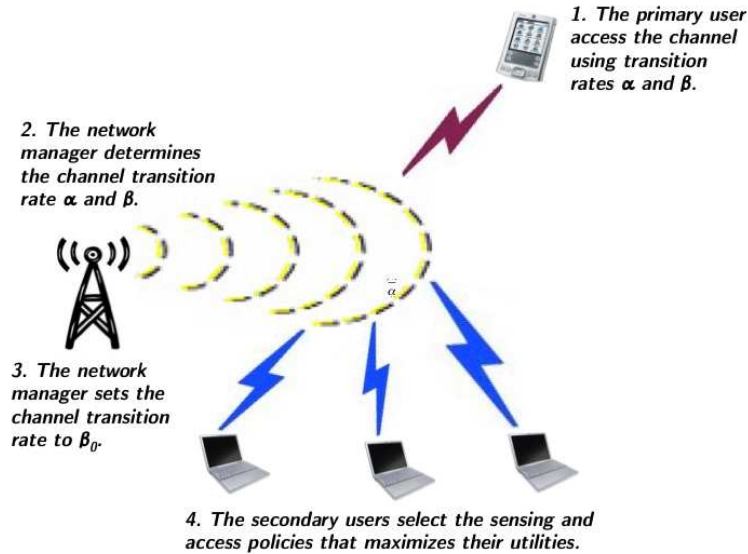 1. The primary user
access the channel
using transition
rates α and β.
2. The network
manager determines
the channel transition
rate α and β.
α
3. The network
manager sets the
channel transition
rate to β₀.
4. The secondary users select the sensing and
access policies that maximizes their utilities.